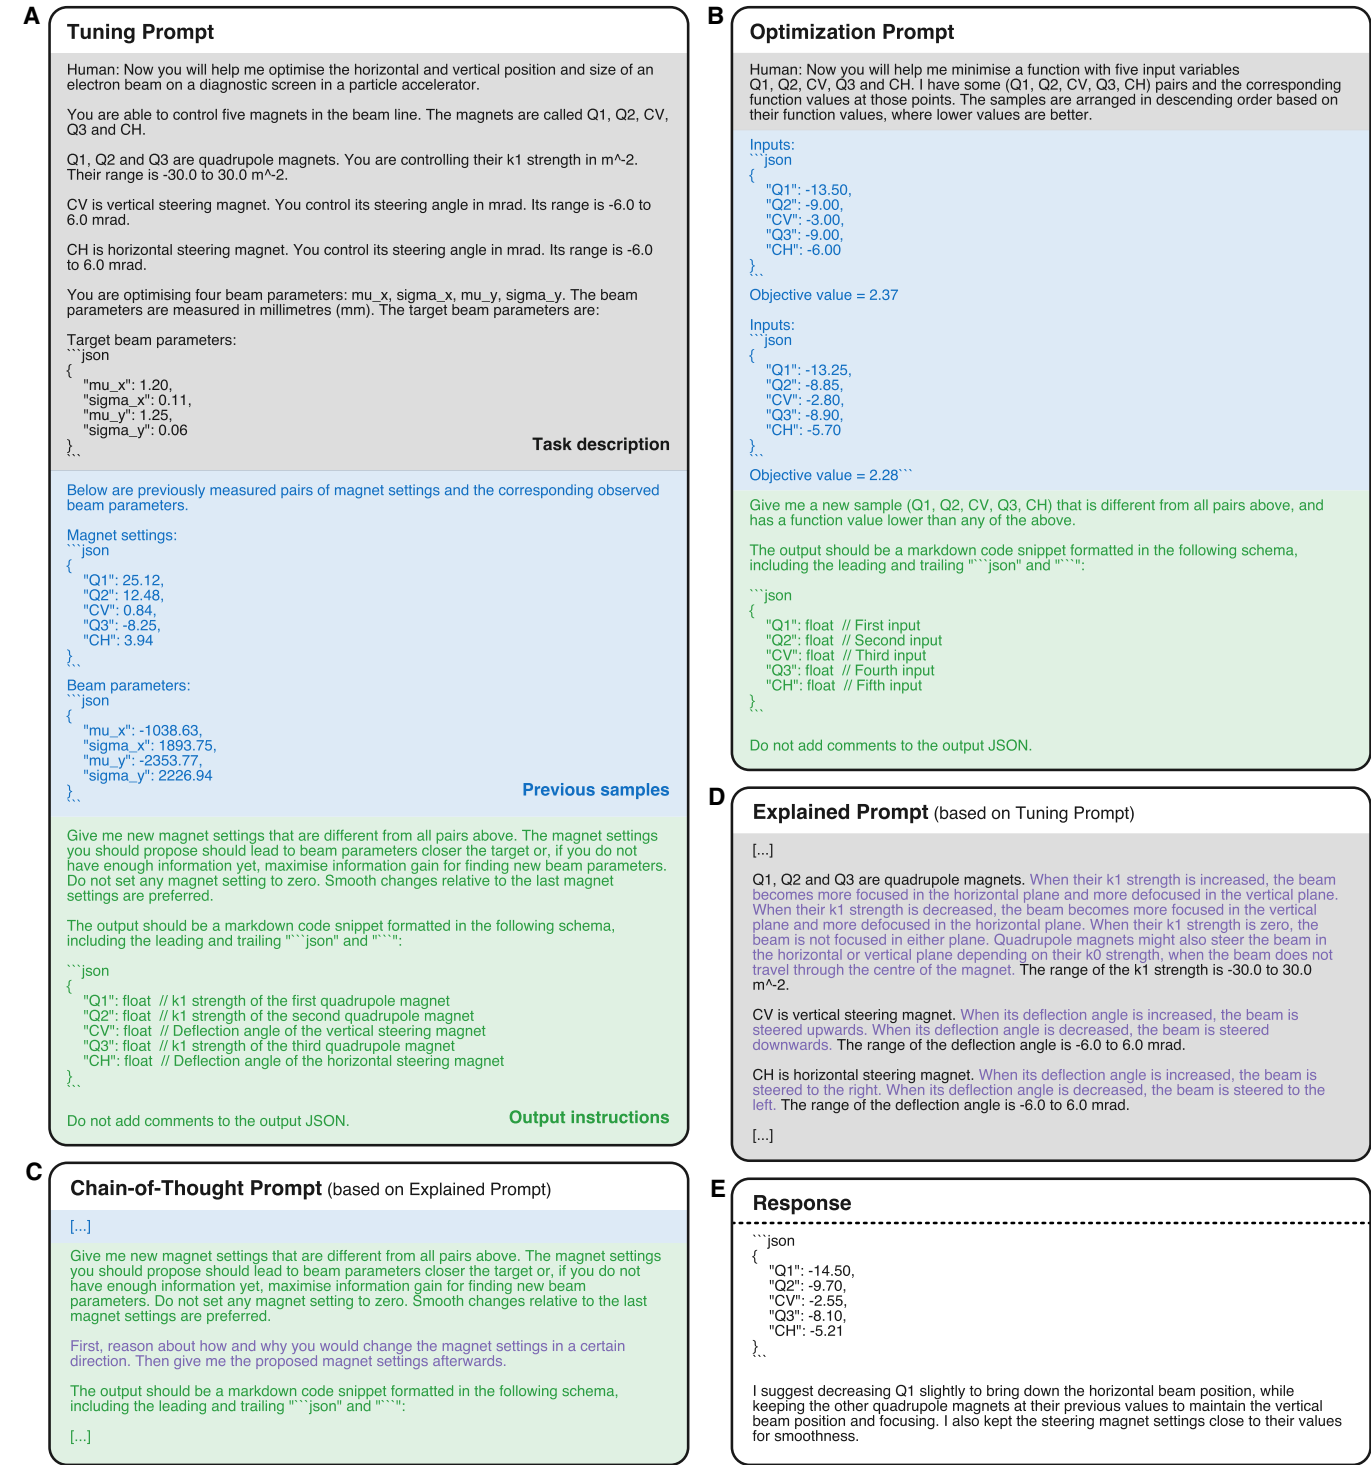 A
Tuning Prompt
Human: Now you will help me optimise the horizontal and vertical position and size of an
electron beam on a diagnostic screen in a particle accelerator.
You are able to control five magnets in the beam line. The magnets are called Q1, Q2, CV,
Q3 and CH.
Q1, Q2 and Q3 are quadrupole magnets. You are controlling their k1 strength in m^-2.
Their range is -30.0 to 30.0 m^-2.
CV is vertical steering magnet. You control its steering angle in mrad. Its range is -6.0 to
6.0 mrad.
CH is horizontal steering magnet. You control its steering angle in mrad. Its range is -6.0
to 6.0 mrad.
You are optimising four beam parameters: mu_x, sigma_x, mu_y, sigma_y. The beam
parameters are measured in millimetres (mm). The target beam parameters are:
Target beam parameters:
```json
{
"mu_x": 1.20,
"sigma_x": 0.11,
"mu_y": 1.25,
"sigma_y": 0.06
}
```
Task description
Below are previously measured pairs of magnet settings and the corresponding observed
beam parameters.
Magnet settings:
```json
{
"Q1": 25.12,
"Q2": 12.48,
"CV": 0.84,
"Q3": -8.25,
"CH": 3.94
}
```
Beam parameters:
```json
{
"mu_x": -1038.63,
"sigma_x": 1893.75,
"mu_y": -2353.77,
"sigma_y": 2226.94
}
```
Previous samples
Give me new magnet settings that are different from all pairs above. The magnet settings
you should propose should lead to beam parameters closer the target or, if you do not
have enough information yet, maximise information gain for finding new beam parameters.
Do not set any magnet setting to zero. Smooth changes relative to the last magnet
settings are preferred.
The output should be a markdown code snippet formatted in the following schema,
including the leading and trailing "```json" and "```":
```json
{
"Q1": float // k1 strength of the first quadrupole magnet
"Q2": float // k1 strength of the second quadrupole magnet
"CV": float // Deflection angle of the vertical steering magnet
"Q3": float // k1 strength of the third quadrupole magnet
"CH": float // Deflection angle of the horizontal steering magnet
}
```
Do not add comments to the output JSON.
Output instructions
B
Optimization Prompt
Human: Now you will help me minimise a function with five input variables
Q1, Q2, CV, Q3 and CH. I have some (Q1, Q2, CV, Q3, CH) pairs and the corresponding
function values at those points. The samples are arranged in descending order based on
their function values, where lower values are better.
Inputs:
```json
{
"Q1": -13.50,
"Q2": -9.00,
"CV": -3.00,
"Q3": -9.00,
"CH": -6.00
}
```
Objective value = 2.37
Inputs:
```json
{
"Q1": -13.25,
"Q2": -8.85,
"CV": -2.80,
"Q3": -8.90,
"CH": -5.70
}
```
Objective value = 2.28```
Give me a new sample (Q1, Q2, CV, Q3, CH) that is different from all pairs above, and
has a function value lower than any of the above.
The output should be a markdown code snippet formatted in the following schema,
including the leading and trailing "```json" and "```":
```json
{
"Q1": float // First input
"Q2": float // Second input
"CV": float // Third input
"Q3": float // Fourth input
"CH": float // Fifth input
}
```
Do not add comments to the output JSON.
C
Chain-of-Thought Prompt (based on Explained Prompt)
[...]
Give me new magnet settings that are different from all pairs above. The magnet settings
you should propose should lead to beam parameters closer the target or, if you do not
have enough information yet, maximise information gain for finding new beam
parameters. Do not set any magnet setting to zero. Smooth changes relative to the last
magnet settings are preferred.
First, reason about how and why you would change the magnet settings in a certain
direction. Then give me the proposed magnet settings afterwards.
The output should be a markdown code snippet formatted in the following schema,
including the leading and trailing "```json" and "```":
[...]
D
Explained Prompt (based on Tuning Prompt)
[...]
Q1, Q2 and Q3 are quadrupole magnets. When their k1 strength is increased, the beam
becomes more focused in the horizontal plane and more defocused in the vertical plane.
When their k1 strength is decreased, the beam becomes more focused in the vertical
plane and more defocused in the horizontal plane. When their k1 strength is zero, the
beam is not focused in either plane. Quadrupole magnets might also steer the beam in
the horizontal or vertical plane depending on their k0 strength, when the beam does not
travel through the centre of the magnet. The range of the k1 strength is -30.0 to 30.0
m^-2.
CV is vertical steering magnet. When its deflection angle is increased, the beam is
steered upwards. When its deflection angle is decreased, the beam is steered
downwards. The range of the deflection angle is -6.0 to 6.0 mrad.
CH is horizontal steering magnet. When its deflection angle is increased, the beam is
steered to the right. When its deflection angle is decreased, the beam is steered to the
left. The range of the deflection angle is -6.0 to 6.0 mrad.
[...]
E
Response
```json
{
"Q1": -14.50,
"Q2": -9.70,
"CV": -2.55,
"Q3": -8.10,
"CH": -5.21
}
```
I suggest decreasing Q1 slightly to bring down the horizontal beam position, while
keeping the other quadrupole magnets at their previous values to maintain the vertical
beam position and focusing. I also kept the steering magnet settings close to their values
for smoothness.